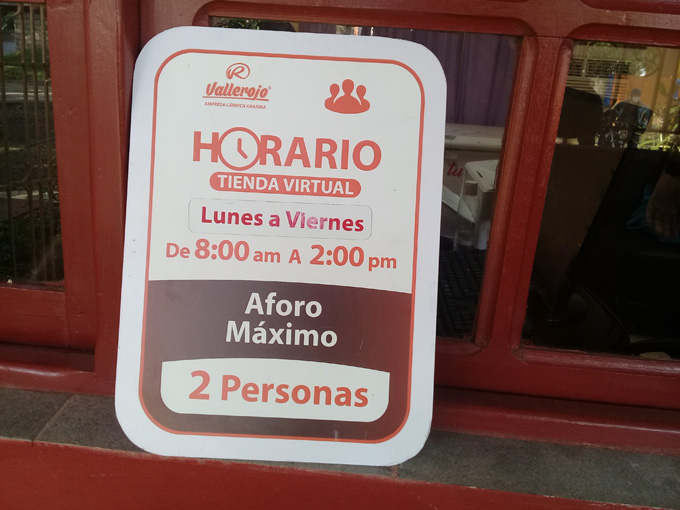 R
Vallerojo®
EMPRESA CÁRNICA GRANMA
HORARIO
TIENDA VIRTUAL
Lunes a Viernes
De 8:00 am A 2:00 pm
Aforo
Máximo
2 Personas
tu